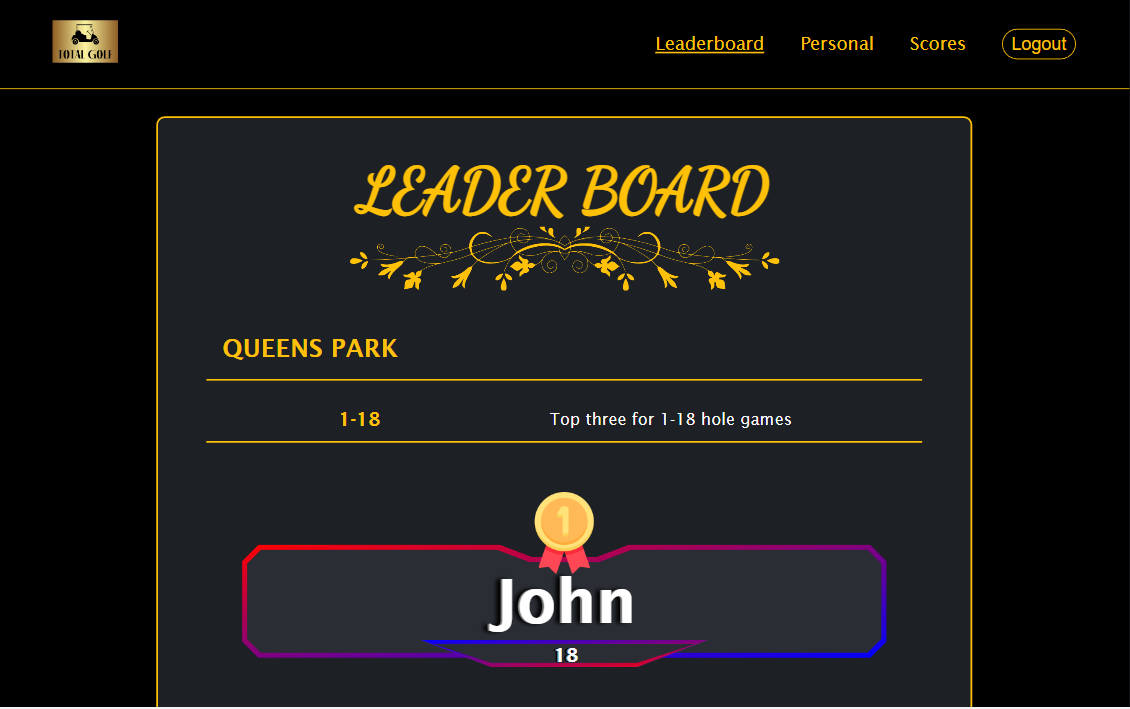 TOTAL GOLF
Leaderboard Personal Scores Logout
LEADER BOARD
QUEENS PARK
1-18 Top three for 1-18 hole games
1
John
18